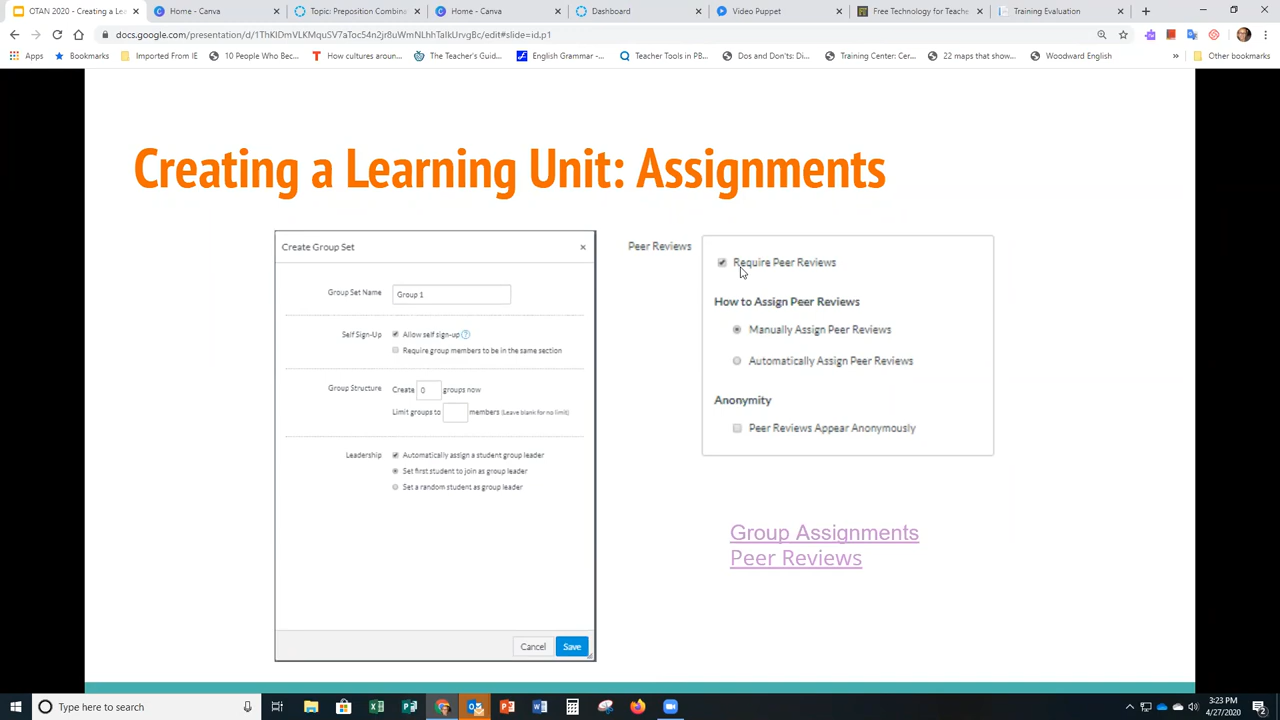 OTAN 2020 - Creating a Lear
Home - Canva
Topic: Preposition Combina
Home - Canva
Dashboard
Video Puppet
Free Technology for Teache
Training Evaluation
docs.google.com/presentation/d/
/edit#slide=id.p1
Apps
Bookmarks
Imported From IE
10 People Who Bec...
How cultures aroun...
The Teacher's Guid...
English Grammar -...
Teacher Tools in PB...
Dos and Don'ts: Di...
Training Center: Cer...
22 maps that show...
Woodward English
Other bookmarks
Creating a Learning Unit: Assignments
Create Group Set
Group Set Name
Group 1
Self Sign-Up
Allow self sign-up
Require group members to be in the same section
Group Structure
Create 0 groups now
Limit groups to members (Leave blank for no limit)
Leadership
Automatically assign a student group leader
Set first student to join as group leader
Set a random student as group leader
Cancel
Save
Peer Reviews
Require Peer Reviews
How to Assign Peer Reviews
Manually Assign Peer Reviews
Automatically Assign Peer Reviews
Anonymity
Peer Reviews Appear Anonymously
Group Assignments
Peer Reviews
Type here to search
3:23 PM
4/27/2020